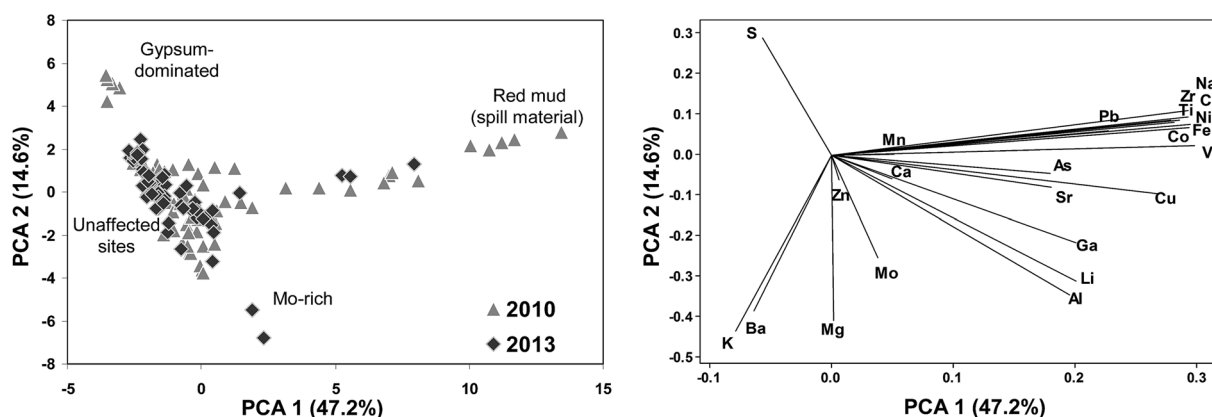 8
6
4
2
0
-2
-4
-6
-8
-5
0
5
10
15
PCA 2 (14.6%)
PCA 1 (47.2%)
Gypsum-
dominated
Red mud
(spill material)
Unaffected
sites
Mo-rich
2010
2013
0.3
0.2
0.1
0.0
-0.1
-0.2
-0.3
-0.4
-0.5
-0.1
0.0
0.1
0.2
0.3
PCA 2 (14.6%)
PCA 1 (47.2%)
S
Na
Zr
C
Ti
Pb
Ni
Mn
Fe
Co
V
As
Ca
Zn
Sr
Cu
Ga
Mo
Li
Al
Ba
Mg
K